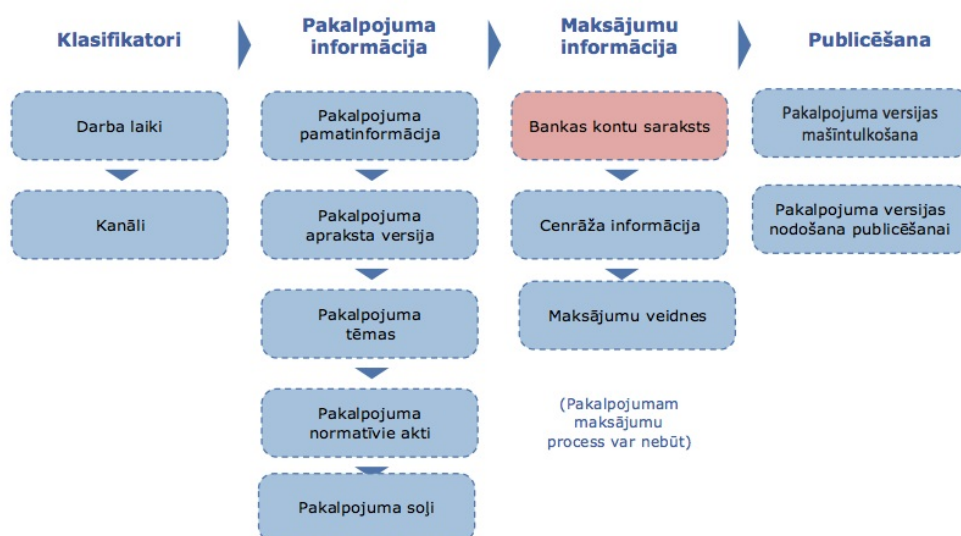 Klasifikatori
Pakalpojuma
informācija
Maksājumu
informācija
Publicēšana
Darba laiki
Kanāli
Pakalpojuma
pamatinformācija
Pakalpojuma
apraksta versija
Pakalpojuma
tēmas
Pakalpojuma
normatīvie akti
Pakalpojuma soļi
Bankas kontu saraksts
Cenrāža informācija
Maksājumu veidnes
(Pakalpojumam
maksājumu
process var nebūt)
Pakalpojuma versijas
mašīntulkošana
Pakalpojuma versijas
nodošana publicēšanai